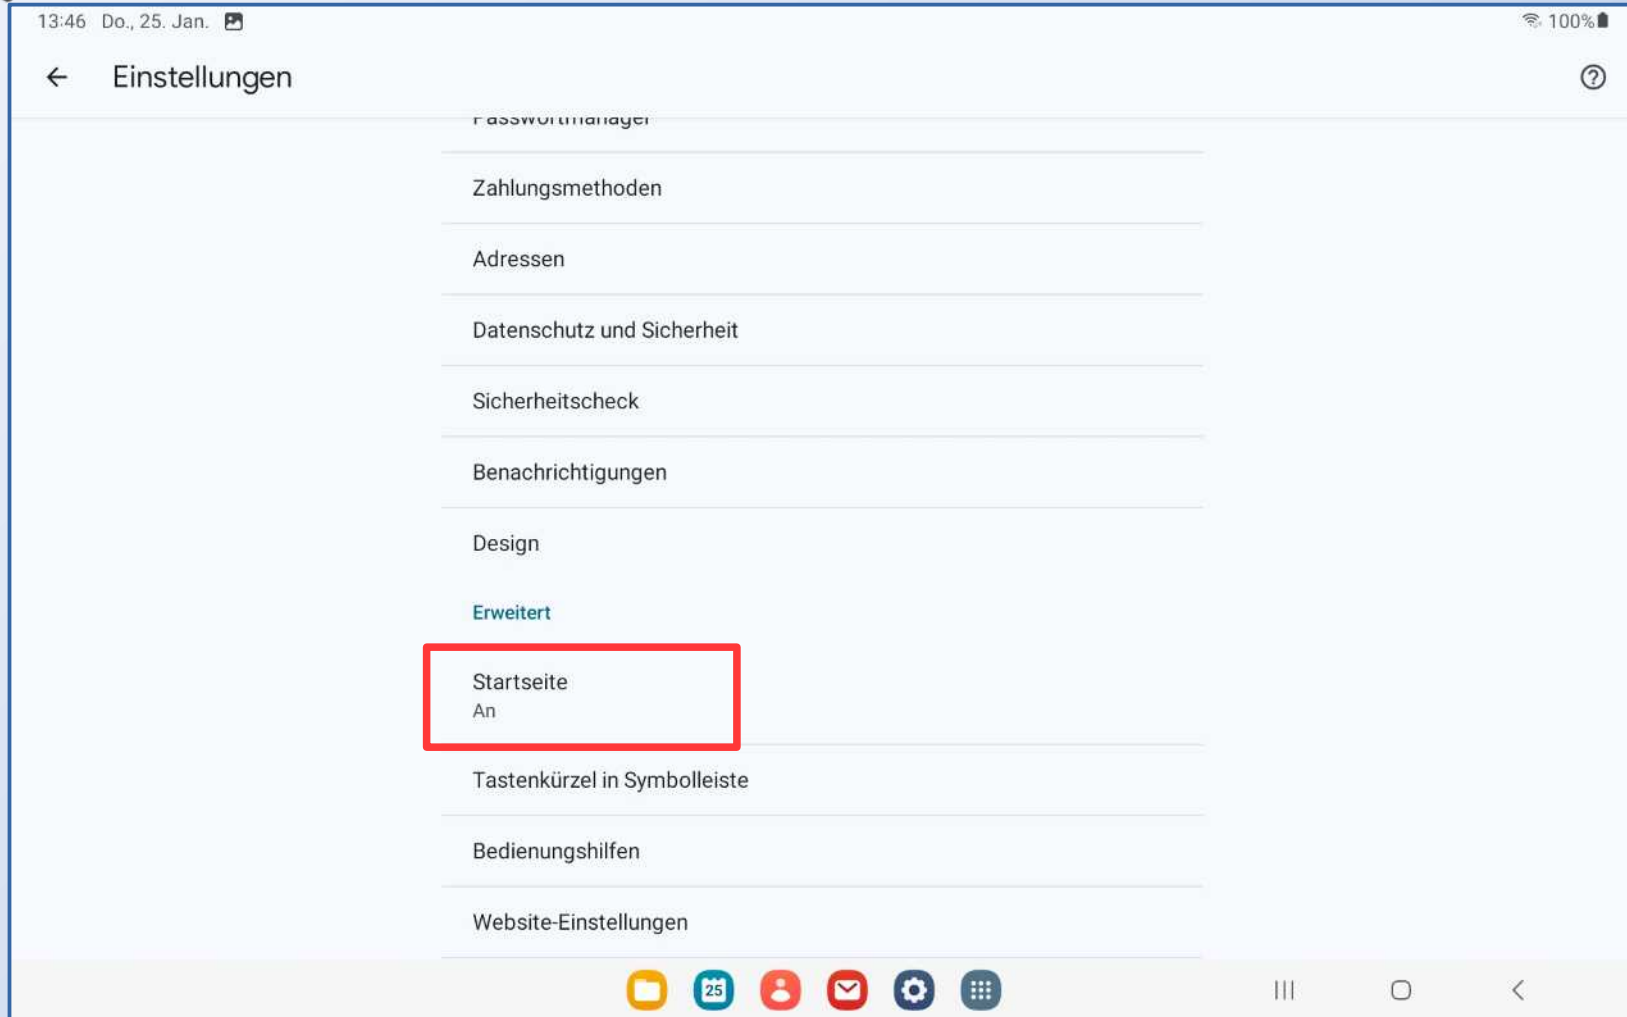 13:46 Do., 25. Jan. 100%
Einstellungen
Passwortmanager
Zahlungsmethoden
Adressen
Datenschutz und Sicherheit
Sicherheitscheck
Benachrichtigungen
Design
Erweitert
Startseite
An
Tastenkürzel in Symbolleiste
Bedienungshilfen
Website-Einstellungen
25